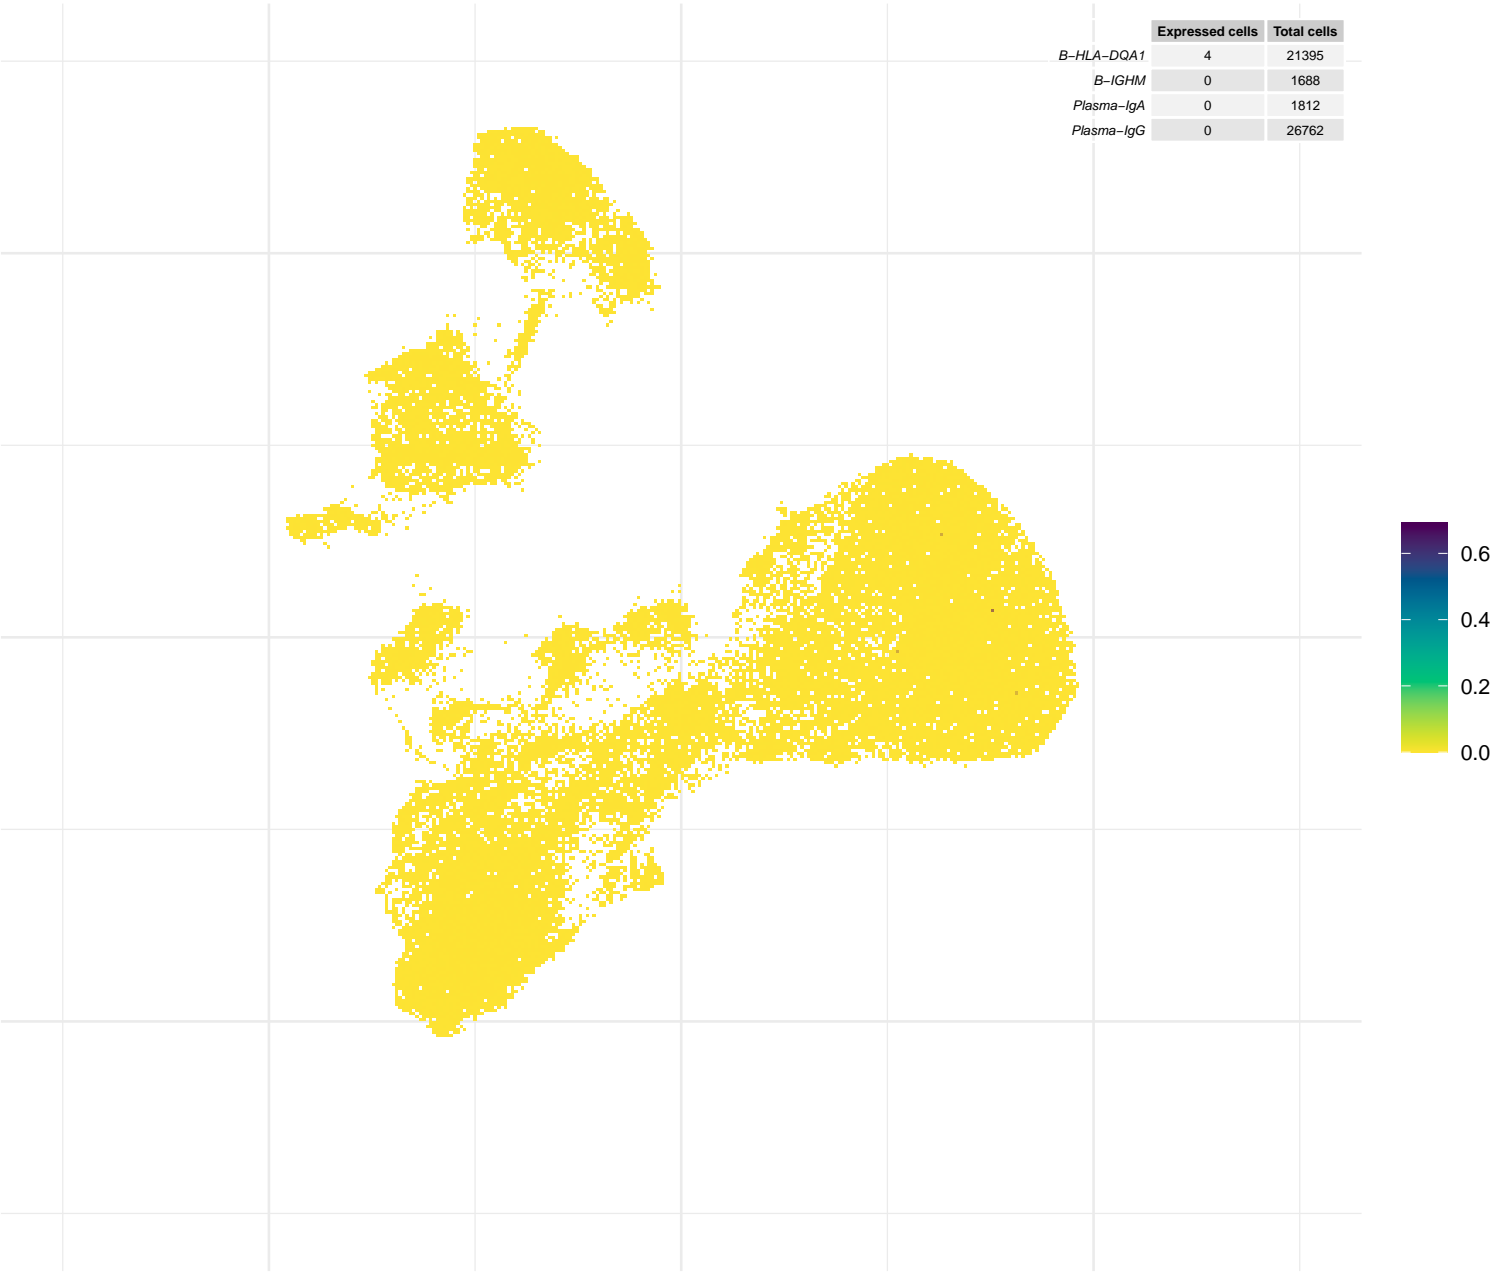 Expressed cells Total cells
B−HLA−DQA1 4 21395
B−IGHM 0 1688
Plasma−IgA 0 1812
Plasma−IgG 0 26762
0.6
0.4
0.2
0.0